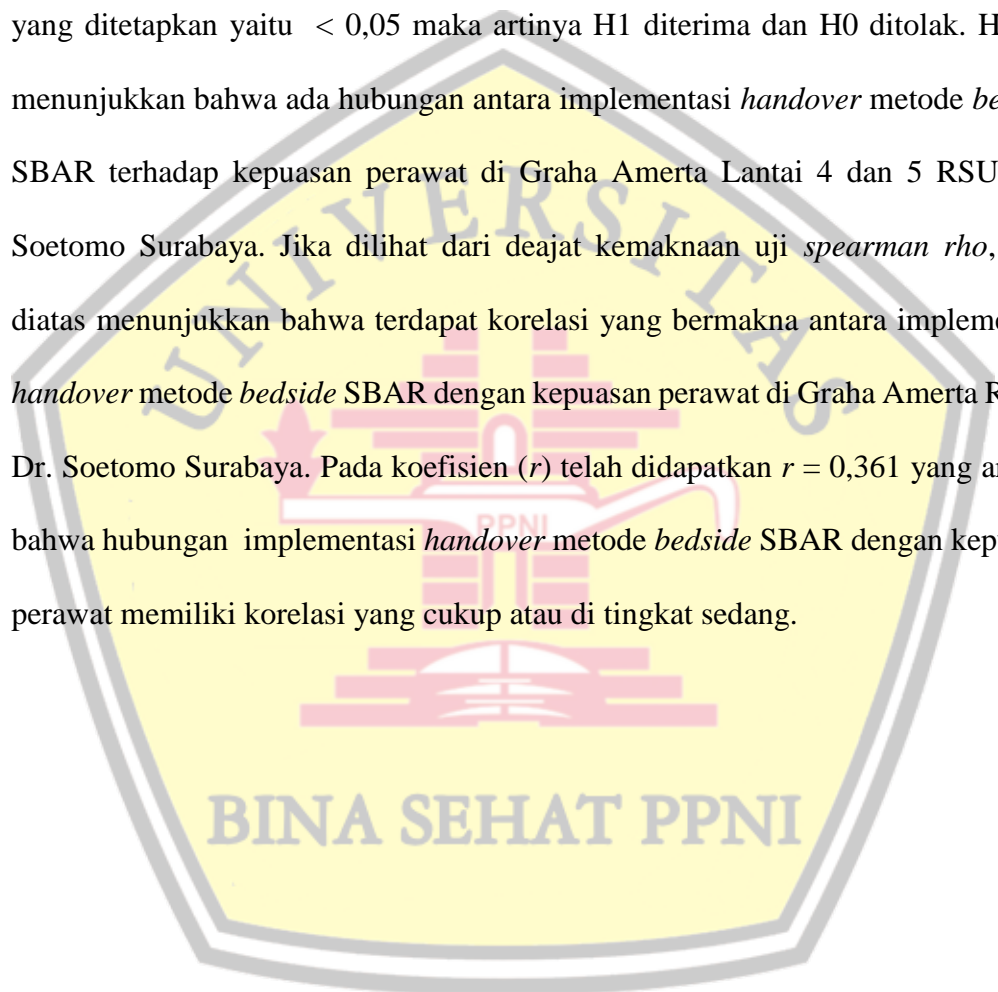 yang ditetapkan yaitu < 0,05 maka artinya H1 diterima dan H0 ditolak.
menunjukkan bahwa ada hubungan antara implementasi handover metode
SBAR terhadap kepuasan perawat di Graha Amerta Lantai 4 dan 5
Soetomo Surabaya. Jika dilihat dari deajat kemaknaan uji spearman rho,
diatas menunjukkan bahwa terdapat korelasi yang bermakna antara
handover metode bedside SBAR dengan kepuasan perawat di Graha Amerta
Dr. Soetomo Surabaya. Pada koefisien (r) telah didapatkan r = 0,361 yang
bahwa hubungan implementasi handover metode bedside SBAR dengan
perawat memiliki korelasi yang cukup atau di tingkat sedang.
UNIVERSITAS
PPNI
BINA SEHAT PPNI